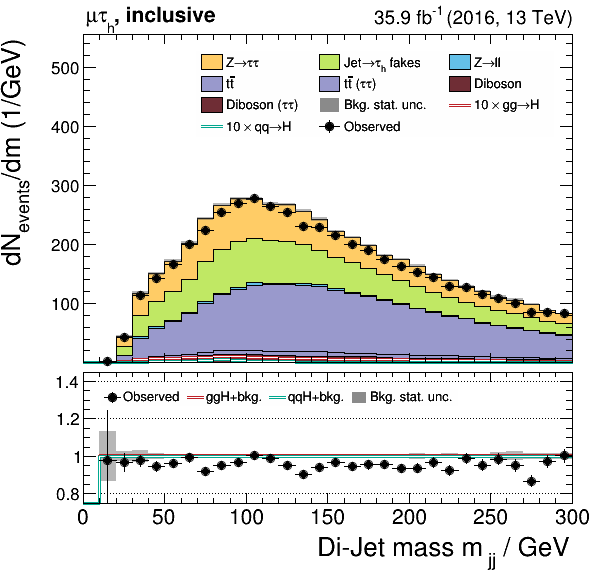 μτh, inclusive 35.9 fb-1 (2016, 13 TeV)
dNevents/dm (1/GeV)
500
400
300
200
100
Z→ττ Jet→τh fakes Z→ll
tt̄ tt̄ (ττ) Diboson
Diboson (ττ) Bkg. stat. unc. 10 × gg→H
10 × qq→H Observed
1.4
1.2
1
0.8
Observed ggH+bkg. qqH+bkg. Bkg. stat. unc.
0 50 100 150 200 250 300
Di-Jet mass mjj / GeV